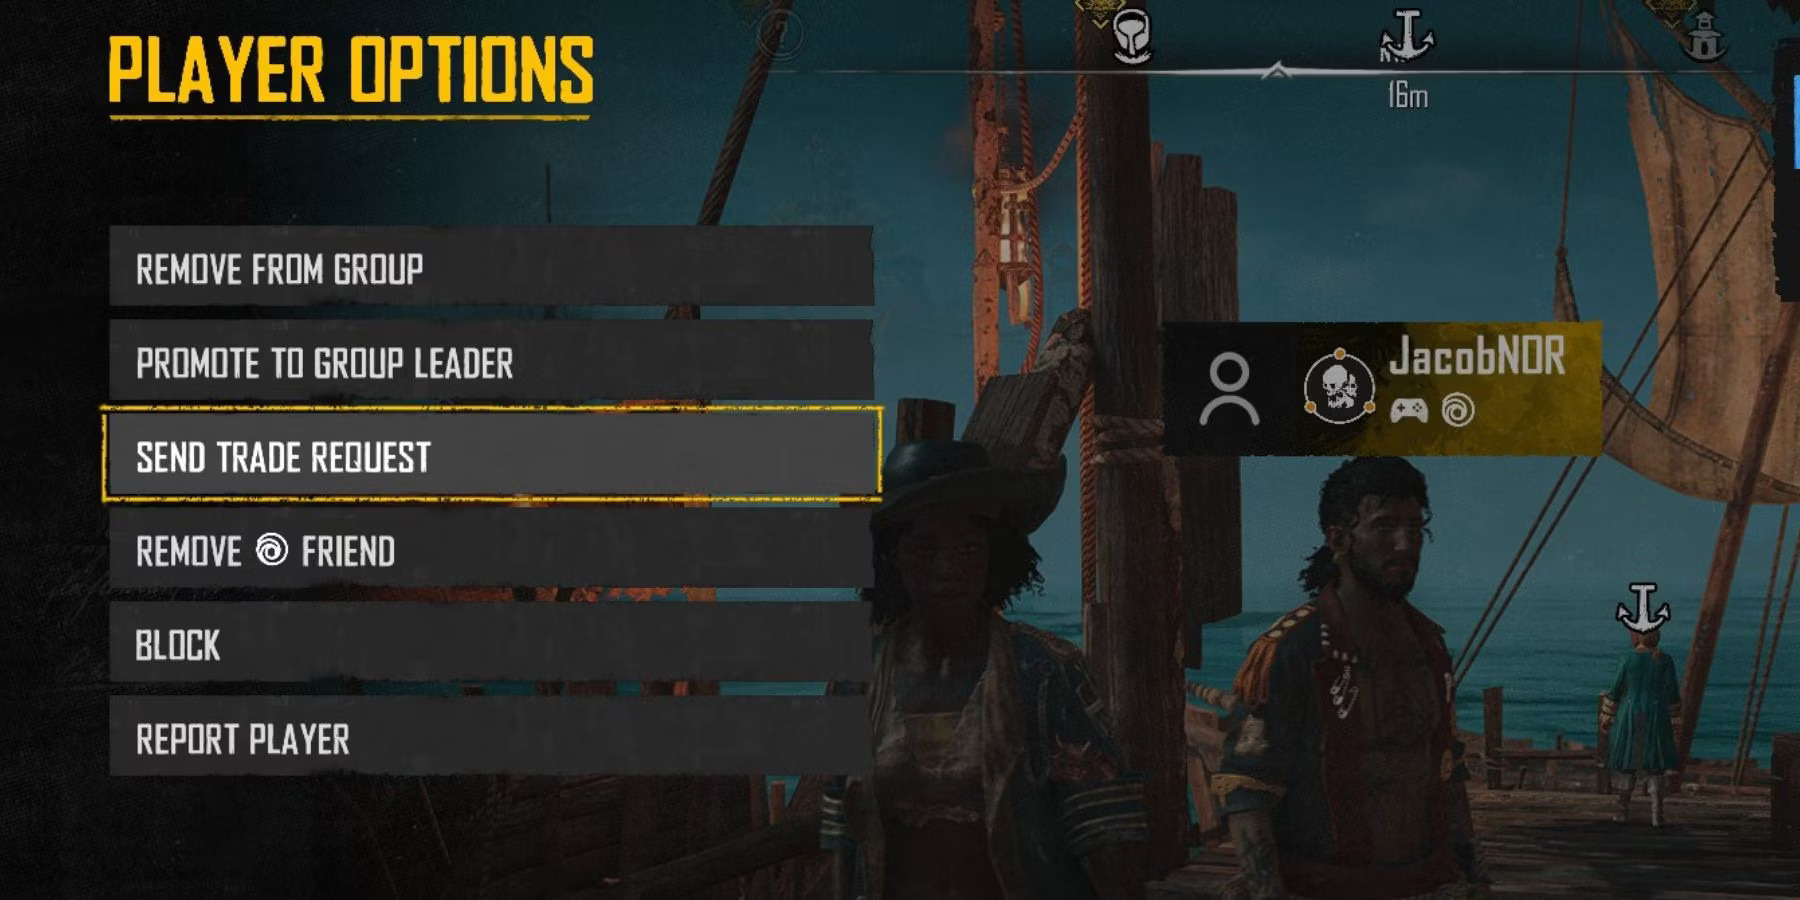 PLAYER OPTIONS
16m
REMOVE FROM GROUP
PROMOTE TO GROUP LEADER
JacobNOR
SEND TRADE REQUEST
REMOVE FRIEND
BLOCK
REPORT PLAYER